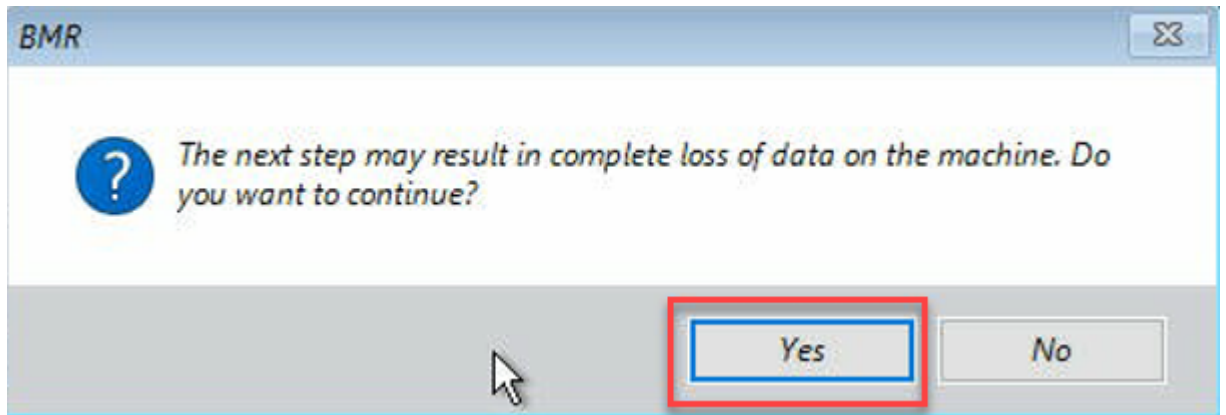 BMR
The next step may result in complete loss of data on the machine. Do
you want to continue?
Yes
No